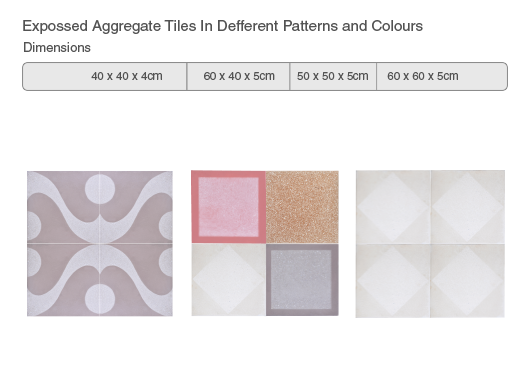 Expossed Aggregate Tiles In Defferent Patterns and Colours
Dimensions
40 x 40 x 4cm 60 x 40 x 5cm 50 x 50 x 5cm 60 x 60 x 5cm